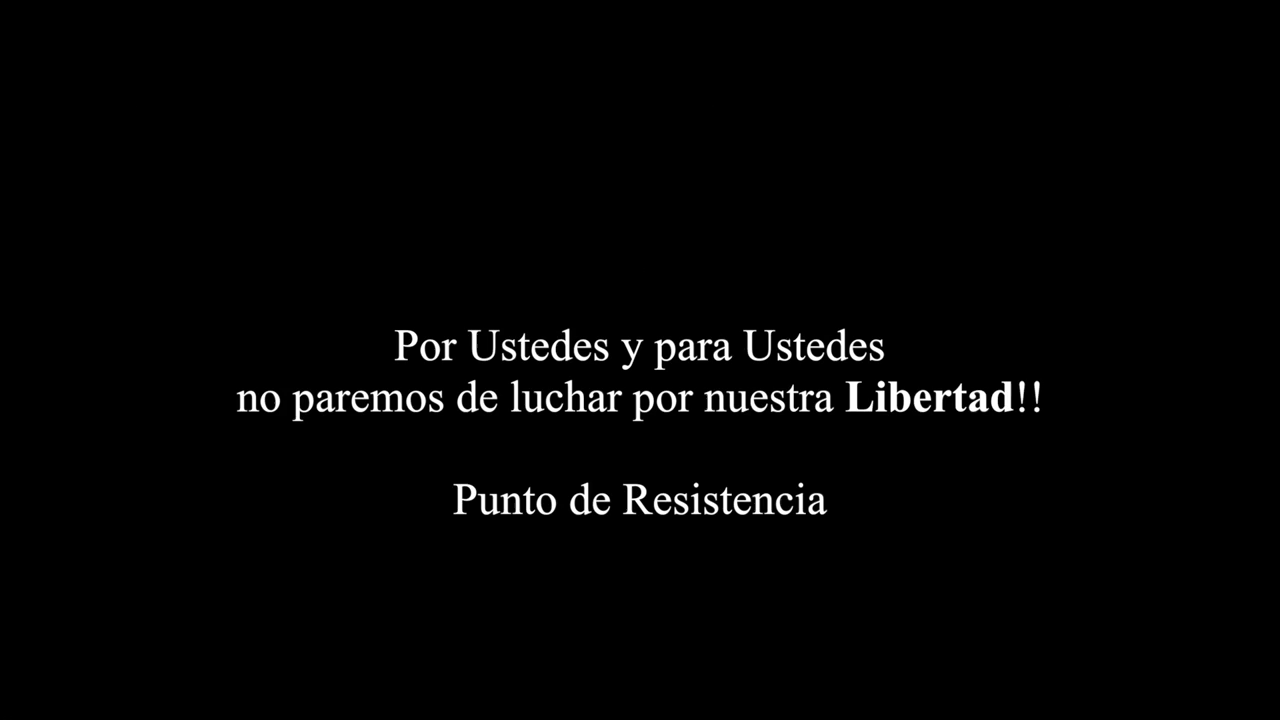 Por Ustedes y para Ustedes
no paremos de luchar por nuestra Libertad!!
Punto de Resistencia